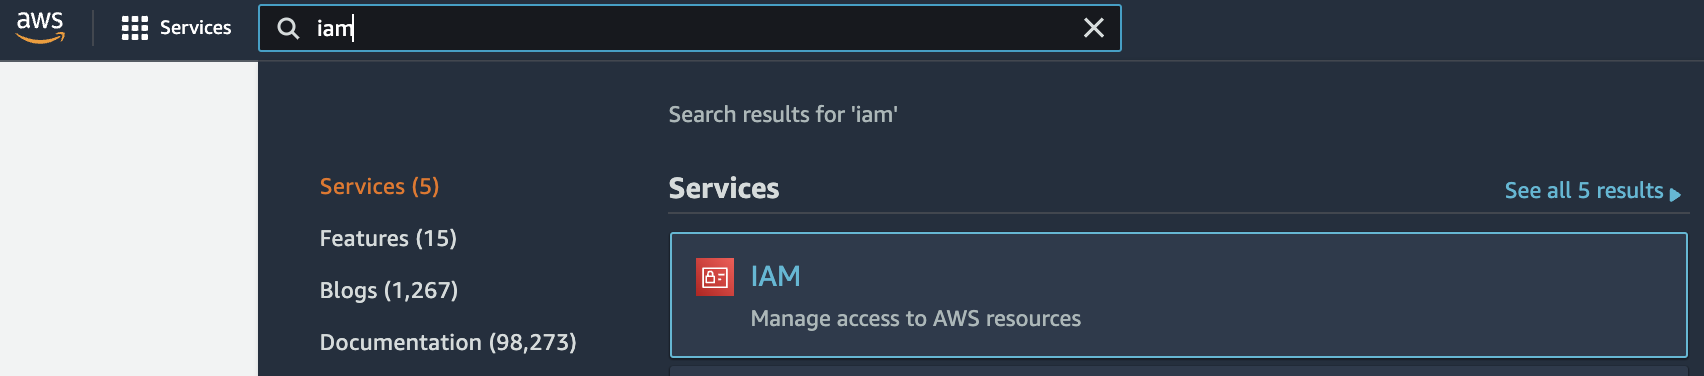 aws
Services
iam
Search results for 'iam'
Services (5)
Features (15)
Blogs (1,267)
Documentation (98,273)
Services
See all 5 results
IAM
Manage access to AWS resources